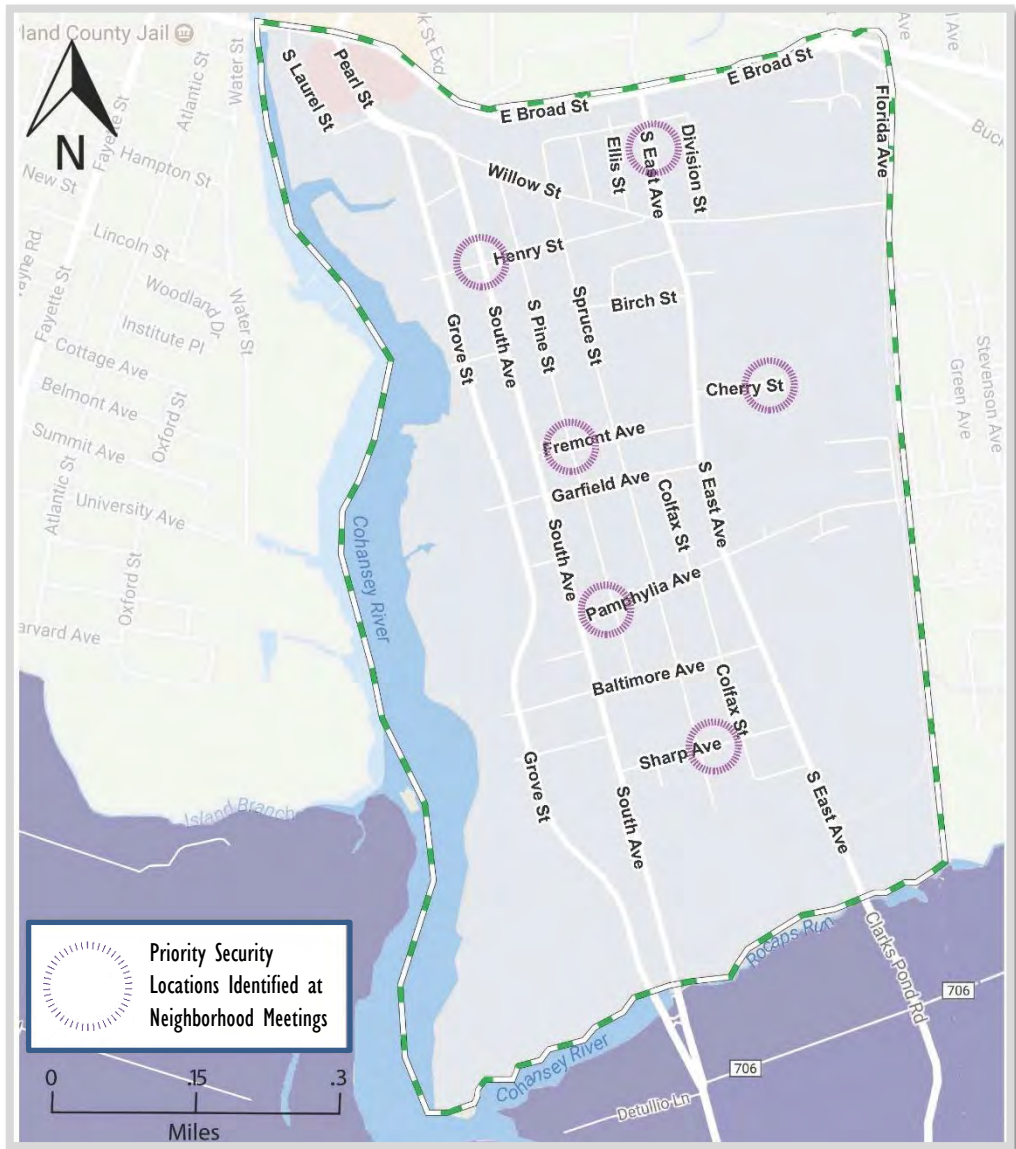 land County Jail
Atlantic St
Water St
Fayette St
N
New St
Hampton St
Lincoln St
Woodland Dr
Institute Pl
Cottage Ave
Belmont Ave
Summit Ave
University Ave
Fayette St
Water St
Oxford St
Atlantic St
Oxford St
arvard Ave
Island Branch
S Laurel St
Pearl St
E Broad St
E Broad St
Florida Ave
Ave
Ave
Willow St
Ellis St
S East Ave
Division St
Henry St
Birch St
Grove St
South Ave
S Pine St
Spruce St
Cherry St
Stevenson Ave
Green Ave
Fremont Ave
Garfield Ave
Colfax St
S East Ave
South Ave
Pamphylia Ave
Baltimore Ave
Colfax St
Sharp Ave
Grove St
South Ave
S East Ave
Cohansey River
Rocaps Run
Clarks Pond Rd
706
706
Cohansey River
Detullio Ln
Priority Security
Locations Identified at
Neighborhood Meetings
0 .15 .3
Miles